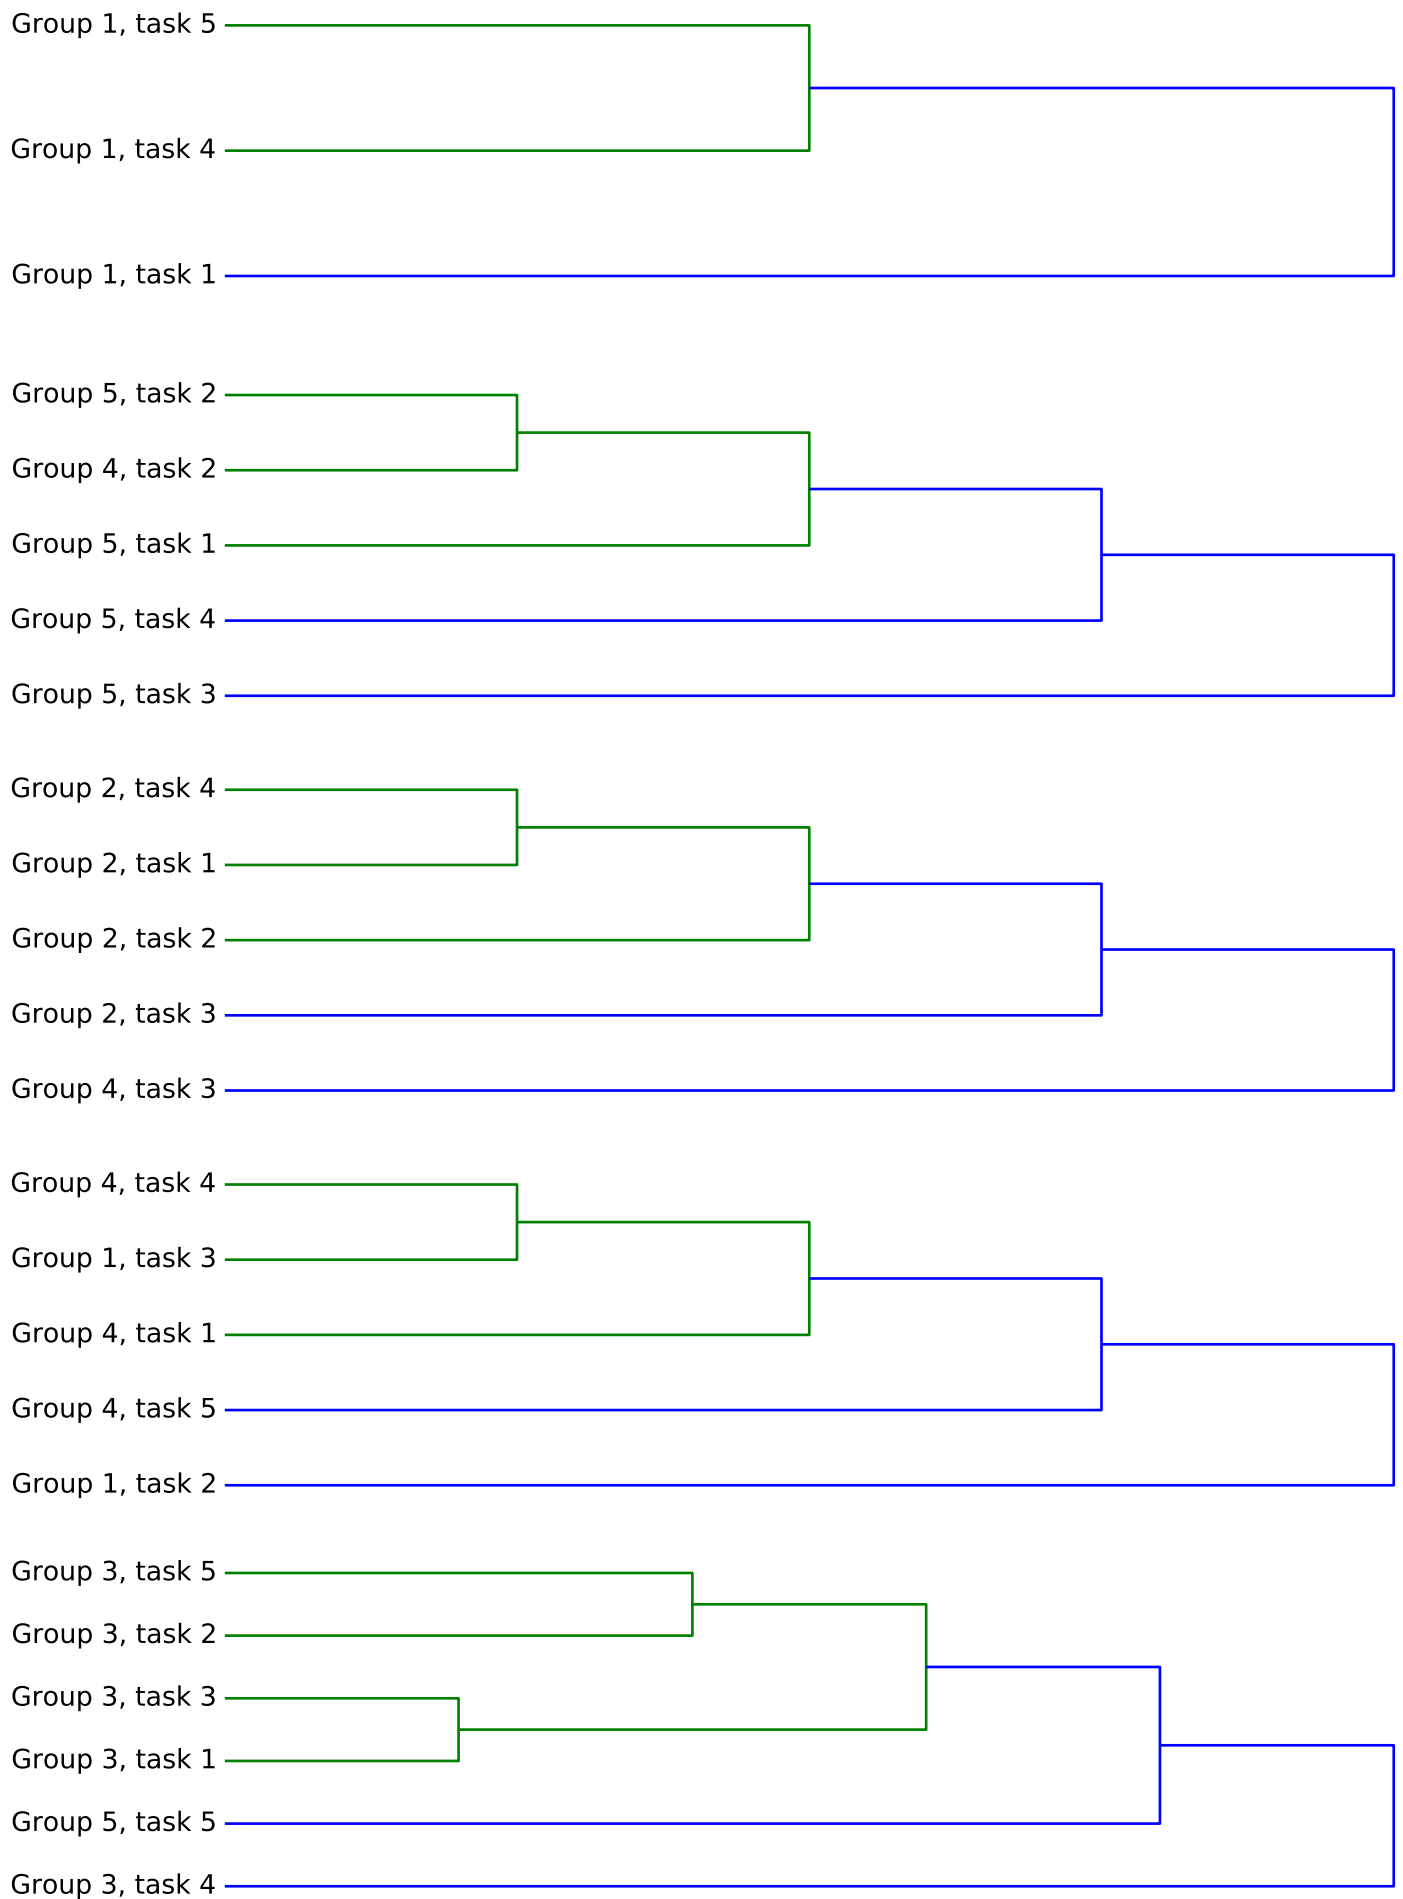 Group 1, task 5
Group 1, task 4
Group 1, task 1
Group 5, task 2
Group 4, task 2
Group 5, task 1
Group 5, task 4
Group 5, task 3
Group 2, task 4
Group 2, task 1
Group 2, task 2
Group 2, task 3
Group 4, task 3
Group 4, task 4
Group 1, task 3
Group 4, task 1
Group 4, task 5
Group 1, task 2
Group 3, task 5
Group 3, task 2
Group 3, task 3
Group 3, task 1
Group 5, task 5
Group 3, task 4